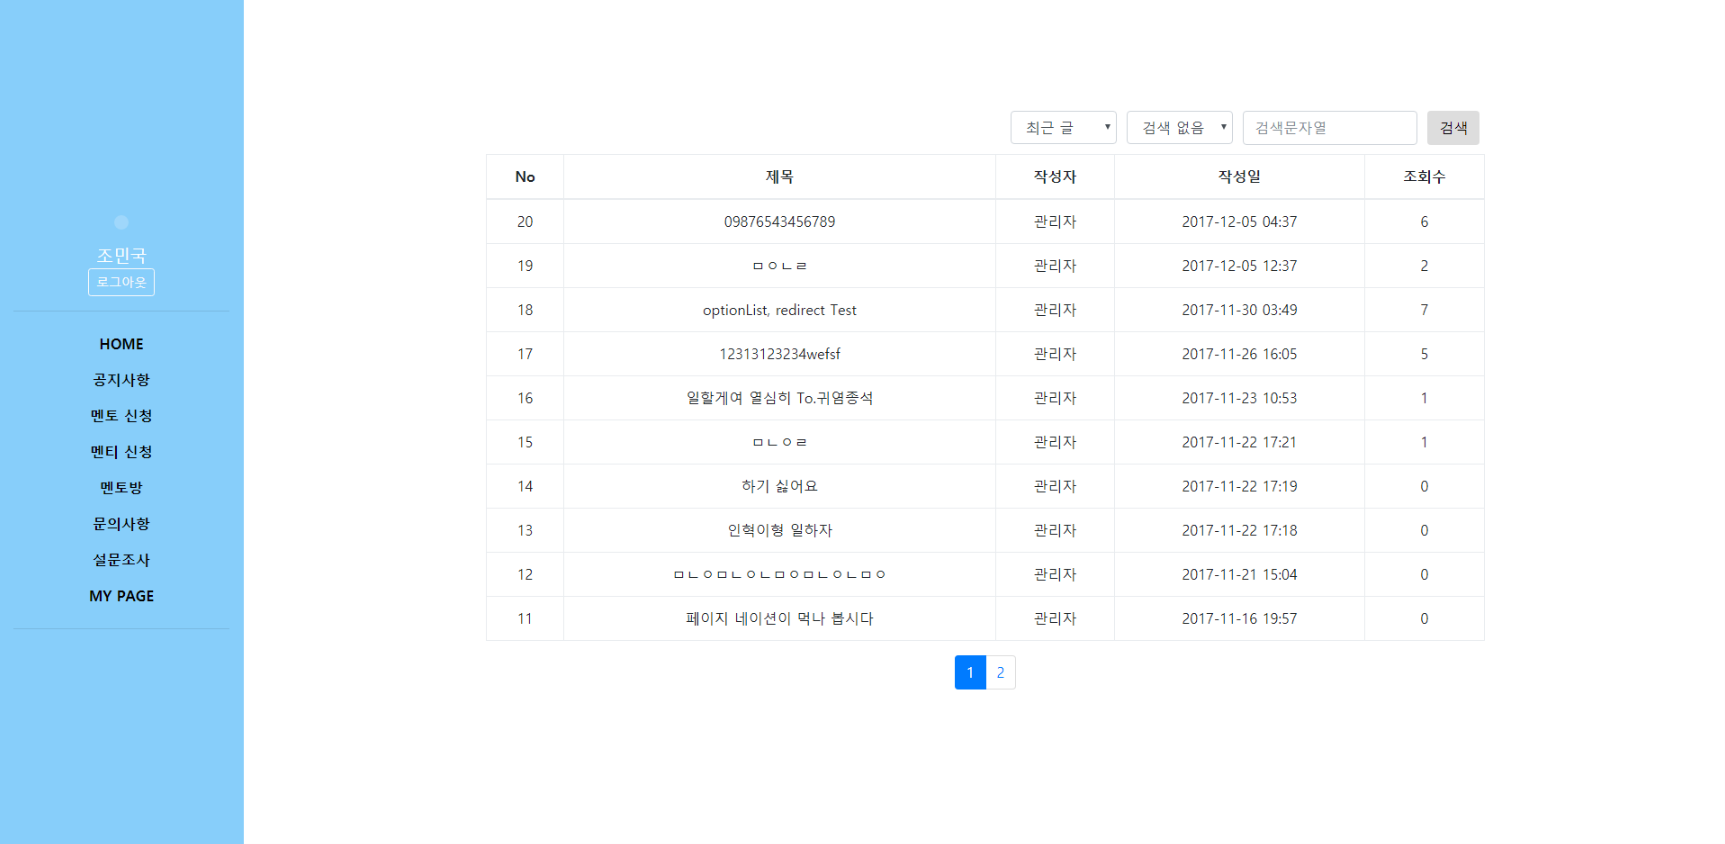 조민국
로그아웃
HOME
공지사항
멘토 신청
멘티 신청
멘토방
문의사항
설문조사
MY PAGE
최근 글 검색 없음 검색문자열 검색
No 제목 작성자 작성일 조회수
20 09876543456789 관리자 2017-12-05 04:37 6
19 ㅁㅇㄴㄹ 관리자 2017-12-05 12:37 2
18 optionList, redirect Test 관리자 2017-11-30 03:49 7
17 12313123234wefsf 관리자 2017-11-26 16:05 5
16 일할게여 열심히 To.귀염종석 관리자 2017-11-23 10:53 1
15 ㅁㄴㅇㄹ 관리자 2017-11-22 17:21 1
14 하기 싫어요 관리자 2017-11-22 17:19 0
13 인혁이형 일하자 관리자 2017-11-22 17:18 0
12 ㅁㄴㅇㅁㄴㅇㄴㅁㅇㅁㄴㅇㄴㅁㅇ 관리자 2017-11-21 15:04 0
11 페이지 네이션이 먹나 봅시다 관리자 2017-11-16 19:57 0
1 2